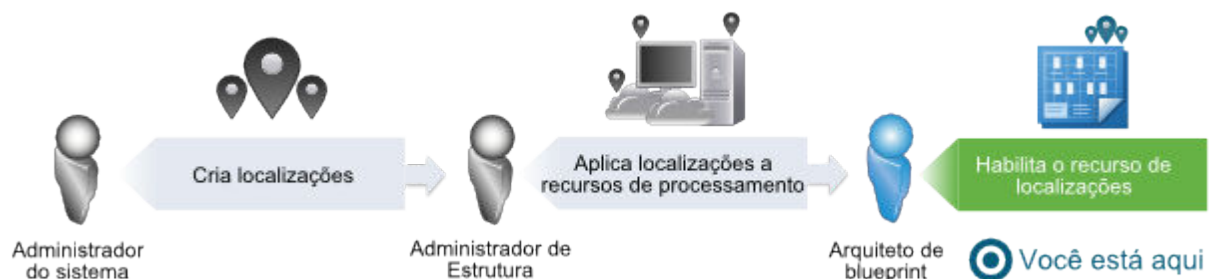 Cria localizações
Aplica localizações a
recursos de processamento
Habilita o recurso de
localizações
Administrador
do sistema
Administrador de
Estrutura
Arquiteto de
blueprint
Você está aqui